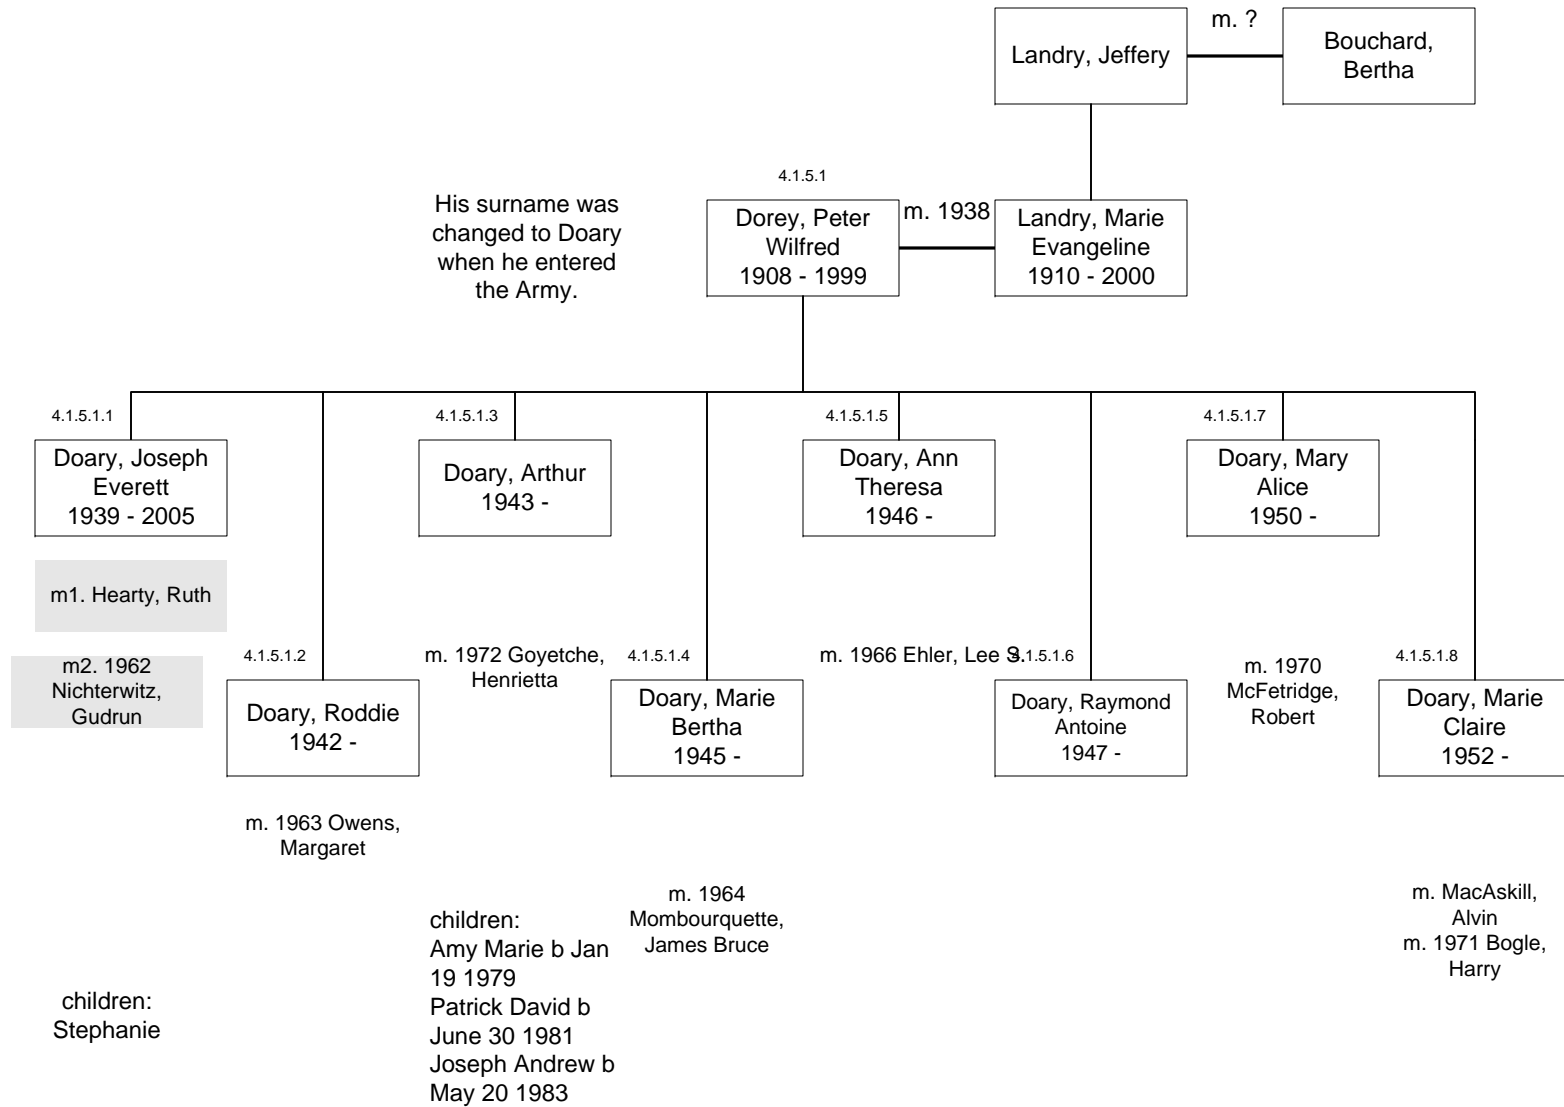 m. ?
Landry, Jeffery
Bouchard,
Bertha
4.1.5.1
His surname was
changed to Doary
when he entered
the Army.
Dorey, Peter
Wilfred
1908 - 1999
m. 1938
Landry, Marie
Evangeline
1910 - 2000
4.1.5.1.1
Doary, Joseph
Everett
1939 - 2005
m1. Hearty, Ruth
m2. 1962
Nichterwitz,
Gudrun
children:
Stephanie
4.1.5.1.2
Doary, Roddie
1942 -
m. 1963 Owens,
Margaret
4.1.5.1.3
Doary, Arthur
1943 -
m. 1972 Goyetche,
Henrietta
children:
Amy Marie b Jan
19 1979
Patrick David b
June 30 1981
Joseph Andrew b
May 20 1983
4.1.5.1.4
Doary, Marie
Bertha
1945 -
m. 1964
Mombourquette,
James Bruce
4.1.5.1.5
Doary, Ann
Theresa
1946 -
m. 1966 Ehler, Lee S.
4.1.5.1.6
Doary, Raymond
Antoine
1947 -
4.1.5.1.7
Doary, Mary
Alice
1950 -
m. 1970
McFetridge,
Robert
4.1.5.1.8
Doary, Marie
Claire
1952 -
m. MacAskill,
Alvin
m. 1971 Bogle,
Harry